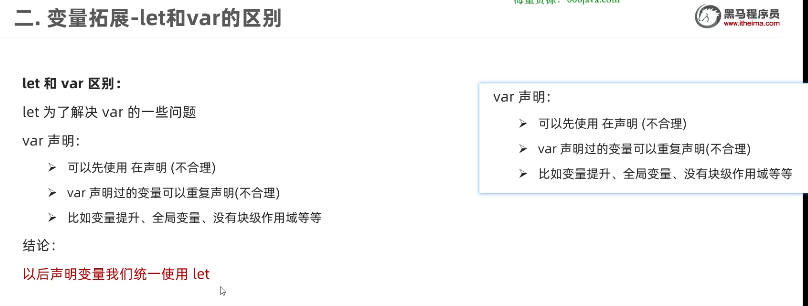 二. 变量拓展-let和var的区别
黑马程序员
www.itheima.com
let 和 var 区别：
let 为了解决 var 的一些问题
var 声明：
➢ 可以先使用 在声明 (不合理)
➢ var 声明过的变量可以重复声明(不合理)
➢ 比如变量提升、全局变量、没有块级作用域等等
结论：
以后声明变量我们统一使用 let
var 声明：
➢ 可以先使用 在声明 (不合理)
➢ var 声明过的变量可以重复声明(不合理)
➢ 比如变量提升、全局变量、没有块级作用域等等